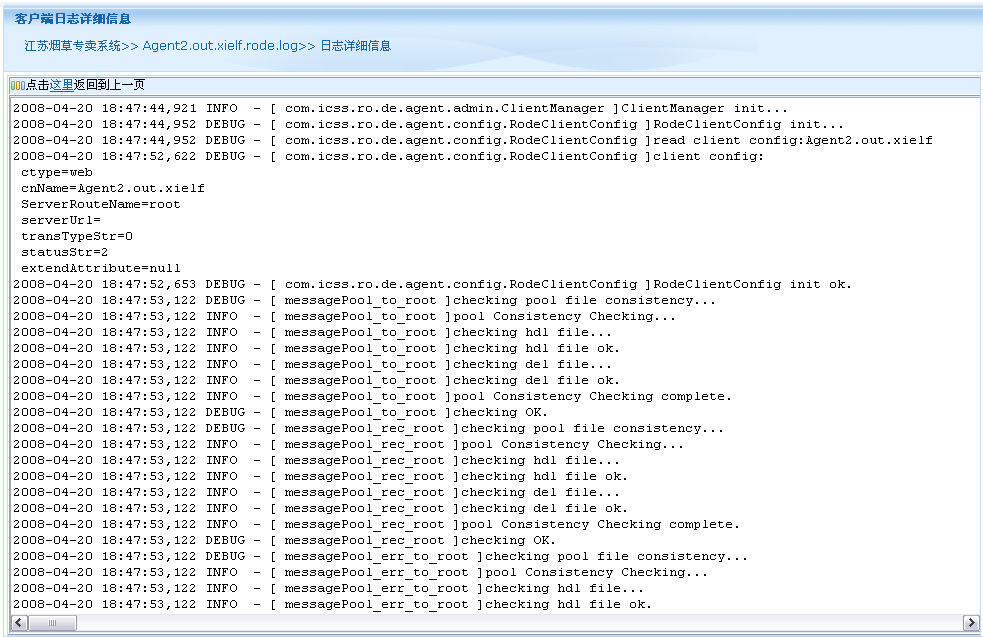 客户端日志详细信息
江苏烟草专卖系统>> Agent2.out.xielf.rode.log>> 日志详细信息
点击这里返回到上一页
2008-04-20 18:47:44,921 INFO  - [ com.icss.ro.de.agent.admin.ClientManager ]ClientManager init...
2008-04-20 18:47:44,952 DEBUG - [ com.icss.ro.de.agent.config.RodeClientConfig ]RodeClientConfig init...
2008-04-20 18:47:44,952 DEBUG - [ com.icss.ro.de.agent.config.RodeClientConfig ]read client config:Agent2.out.xielf
2008-04-20 18:47:52,622 DEBUG - [ com.icss.ro.de.agent.config.RodeClientConfig ]client config:
ctype=web
cnName=Agent2.out.xielf
ServerRouteName=root
serverUrl=
transTypeStr=0
statusStr=2
extendAttribute=null
2008-04-20 18:47:52,653 DEBUG - [ com.icss.ro.de.agent.config.RodeClientConfig ]RodeClientConfig init ok.
2008-04-20 18:47:53,122 DEBUG - [ messagePool_to_root ]checking pool file consistency...
2008-04-20 18:47:53,122 INFO  - [ messagePool_to_root ]pool Consistency Checking...
2008-04-20 18:47:53,122 INFO  - [ messagePool_to_root ]checking hdl file...
2008-04-20 18:47:53,122 INFO  - [ messagePool_to_root ]checking hdl file ok.
2008-04-20 18:47:53,122 INFO  - [ messagePool_to_root ]checking del file...
2008-04-20 18:47:53,122 INFO  - [ messagePool_to_root ]checking del file ok.
2008-04-20 18:47:53,122 INFO  - [ messagePool_to_root ]pool Consistency Checking complete.
2008-04-20 18:47:53,122 DEBUG - [ messagePool_to_root ]checking OK.
2008-04-20 18:47:53,122 DEBUG - [ messagePool_rec_root ]checking pool file consistency...
2008-04-20 18:47:53,122 INFO  - [ messagePool_rec_root ]pool Consistency Checking...
2008-04-20 18:47:53,122 INFO  - [ messagePool_rec_root ]checking hdl file...
2008-04-20 18:47:53,122 INFO  - [ messagePool_rec_root ]checking hdl file ok.
2008-04-20 18:47:53,122 INFO  - [ messagePool_rec_root ]checking del file...
2008-04-20 18:47:53,122 INFO  - [ messagePool_rec_root ]checking del file ok.
2008-04-20 18:47:53,122 INFO  - [ messagePool_rec_root ]pool Consistency Checking complete.
2008-04-20 18:47:53,122 DEBUG - [ messagePool_rec_root ]checking OK.
2008-04-20 18:47:53,122 DEBUG - [ messagePool_err_to_root ]checking pool file consistency...
2008-04-20 18:47:53,122 INFO  - [ messagePool_err_to_root ]pool Consistency Checking...
2008-04-20 18:47:53,122 INFO  - [ messagePool_err_to_root ]checking hdl file...
2008-04-20 18:47:53,122 INFO  - [ messagePool_err_to_root ]checking hdl file ok.